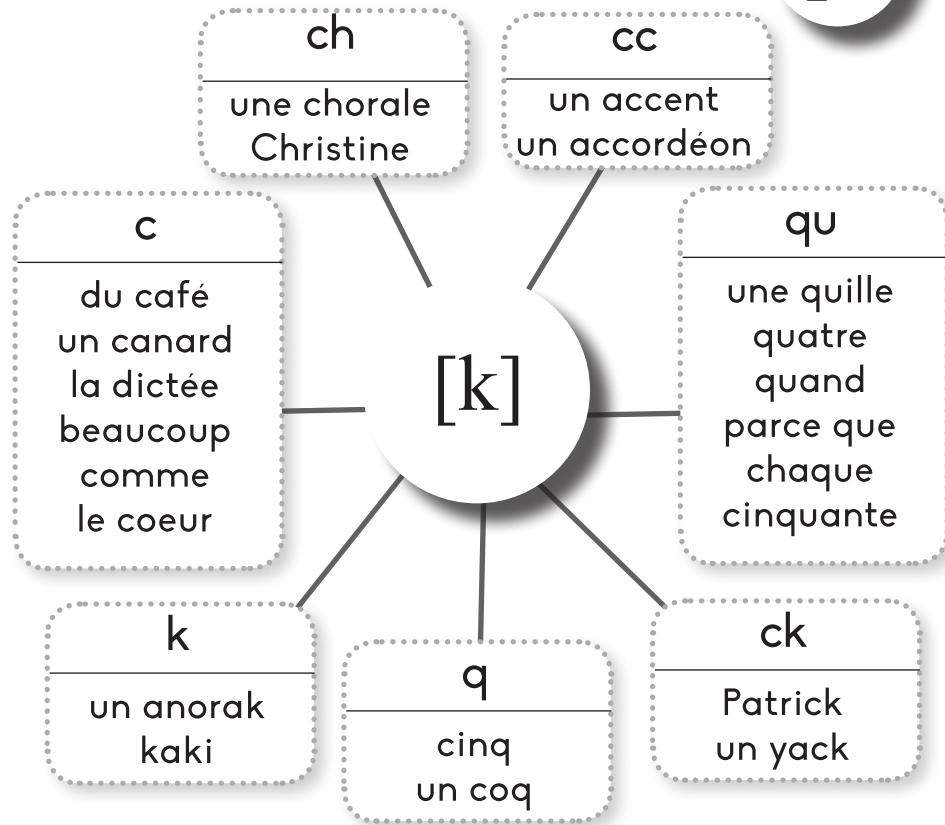 ch
une chorale
Christine
cc
un accent
un accordéon
c
du café
un canard
la dictée
beaucoup
comme
le coeur
[k]
qu
une quille
quatre
quand
parce que
chaque
cinquante
k
un anorak
kaki
q
cinq
un coq
ck
Patrick
un yack